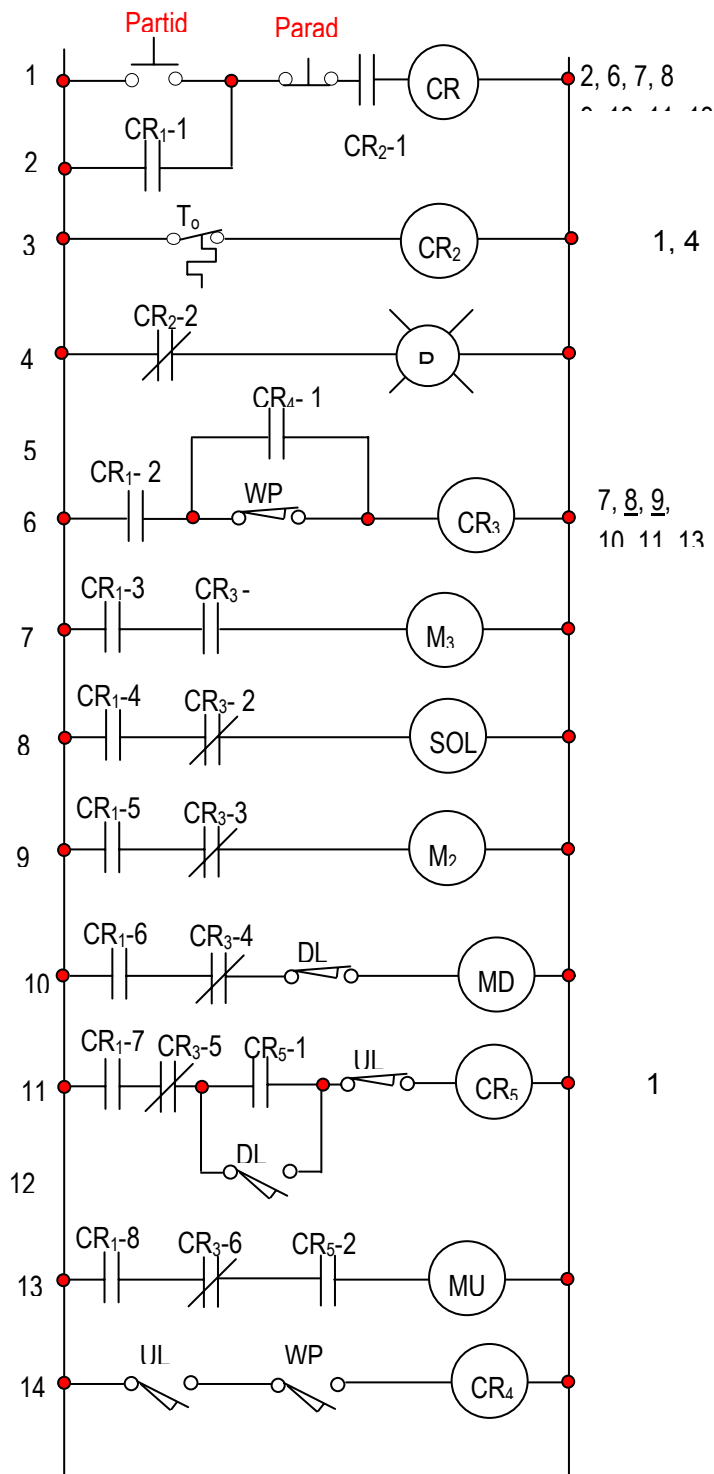 Partid Parad
1 CR 2, 6, 7, 8
CR1-1 CR2-1
2
To
3 CR2 1, 4
CR2-2
4
CR4- 1
5
CR1- 2 WP 7, 8, 9,
6 CR3 10, 11, 13
CR1-3 CR3-
7 M3
CR1-4 CR3- 2
8 SOL
CR1-5 CR3-3
9 M2
CR1-6 CR3-4 DL
10 MD
CR1-7 CR3-5 CR5-1 UL
11 CR5 1
DL
12
CR1-8 CR3-6 CR5-2
13 MU
UL WP
14 CR4